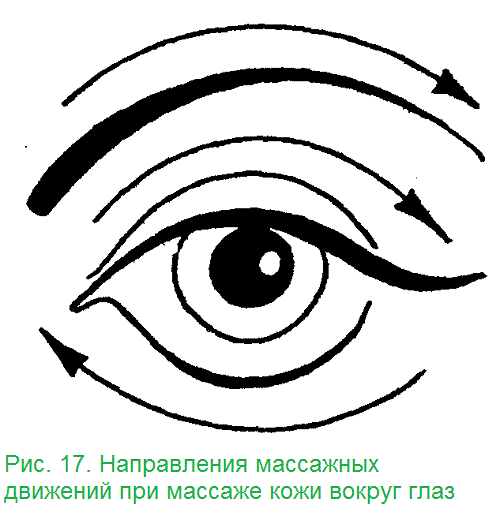 Рис. 17. Направления массажных
движений при массаже кожи вокруг глаз